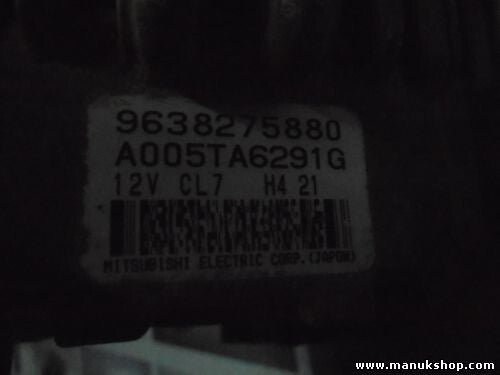 9638275880
A005TA6291G
12V CL7 H4 21
MITSUBISHI ELECTRIC CORP.(JAPAN)
www.manukshop.com